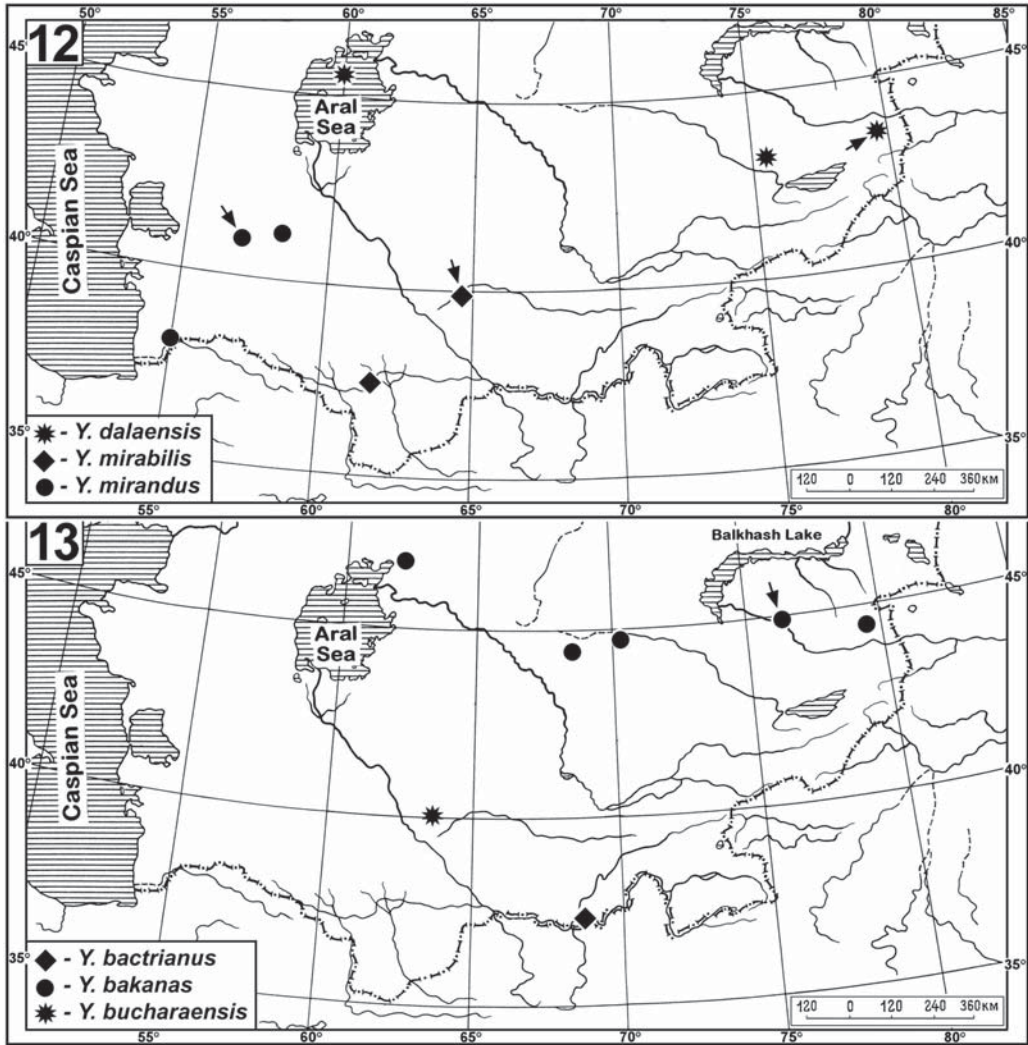 50° 55° 60° 65° 70° 75° 80° 85°
12
45° 45°
Aral
Sea
Caspian Sea
40° 40°
35° 35°
✸ - Y. dalaensis
◆ - Y. mirabilis
● - Y. mirandus
120 0 120 240 360 км
55° 60° 65° 70° 75° 80°
13
Balkhash Lake
45° 45°
Aral
Sea
Caspian Sea
40° 40°
35° 35°
◆ - Y. bactrianus
● - Y. bakanas
✸ - Y. bucharaensis
120 0 120 240 360 км
55° 60° 65° 70° 75° 80°